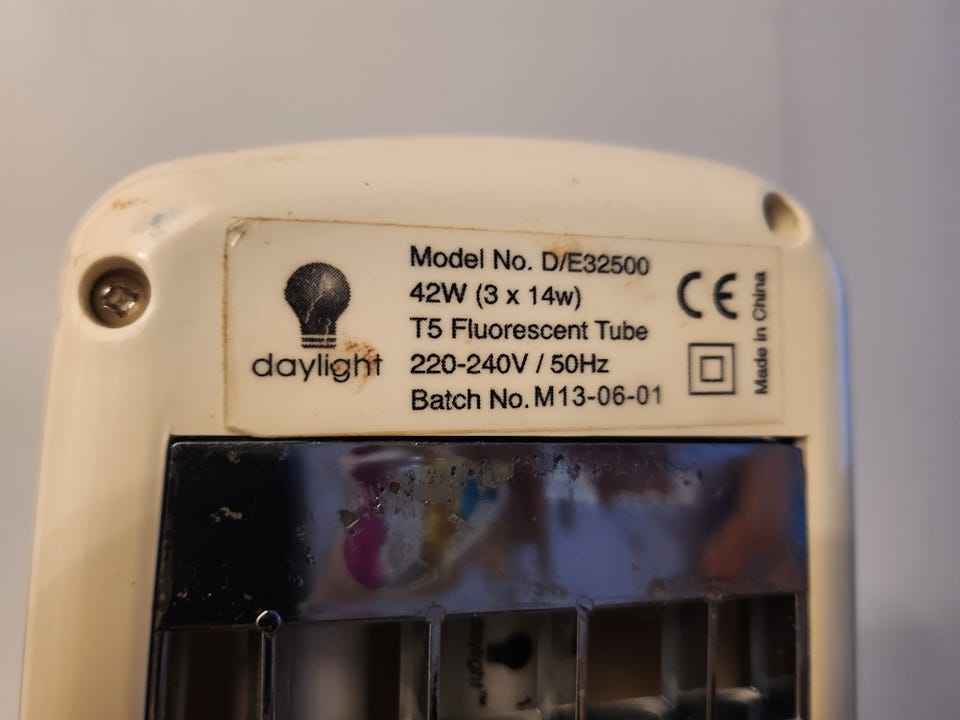 daylight
Model No. D/E32500
42W (3 x 14w)
T5 Fluorescent Tube
220-240V / 50Hz
Batch No. M13-06-01
CE
Made in China
daylight™